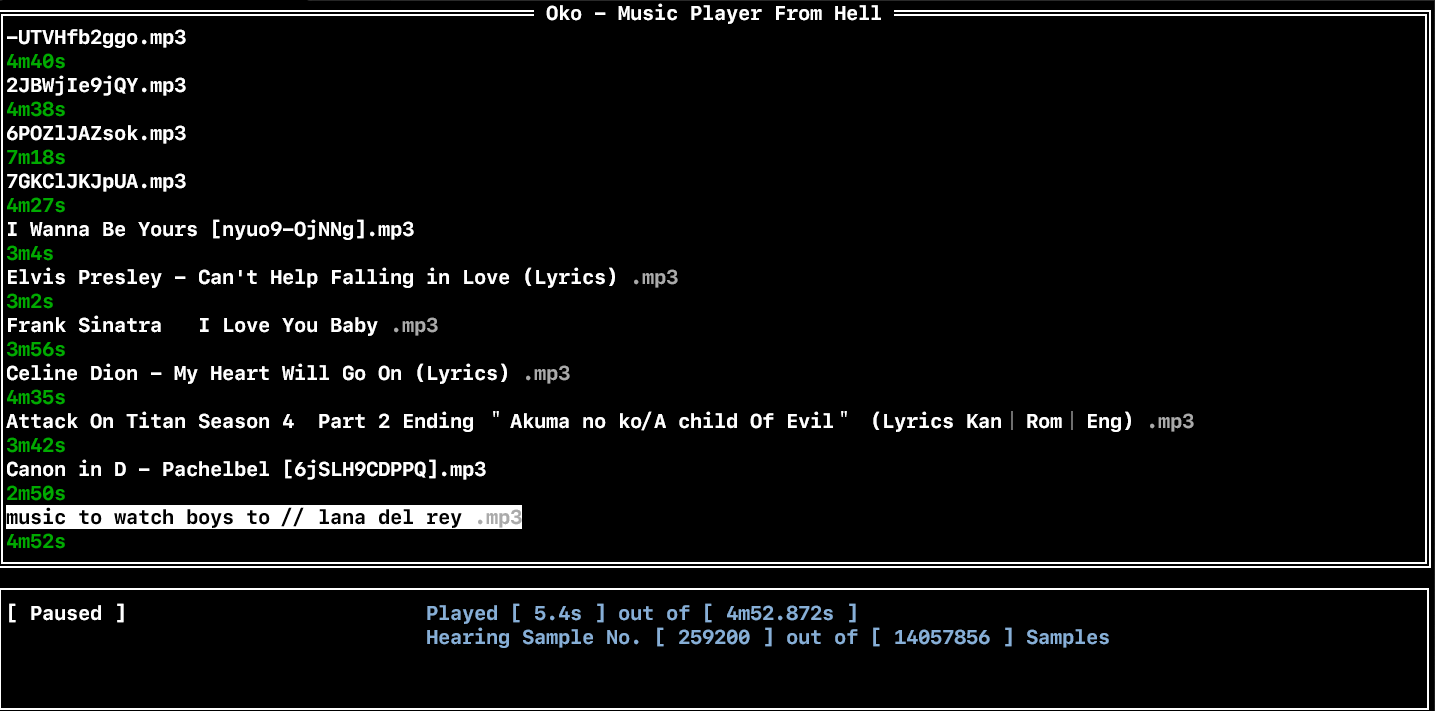 Oko - Music Player From Hell
-UTVHfb2ggo.mp3
4m40s
2JBWjIe9jQY.mp3
4m38s
6POZlJAZsok.mp3
7m18s
7GKClJKJpUA.mp3
4m27s
I Wanna Be Yours [nyuo9-OjNNg].mp3
3m4s
Elvis Presley - Can't Help Falling in Love (Lyrics) .mp3
3m2s
Frank Sinatra   I Love You Baby .mp3
3m56s
Celine Dion - My Heart Will Go On (Lyrics) .mp3
4m35s
Attack On Titan Season 4  Part 2 Ending ＂Akuma no ko/A child Of Evil＂ (Lyrics Kan｜Rom｜Eng) .mp3
3m42s
Canon in D - Pachelbel [6jSLH9CDPPQ].mp3
2m50s
music to watch boys to // lana del rey .mp3
4m52s
[ Paused ]
Played [ 5.4s ] out of [ 4m52.872s ]
Hearing Sample No. [ 259200 ] out of [ 14057856 ] Samples